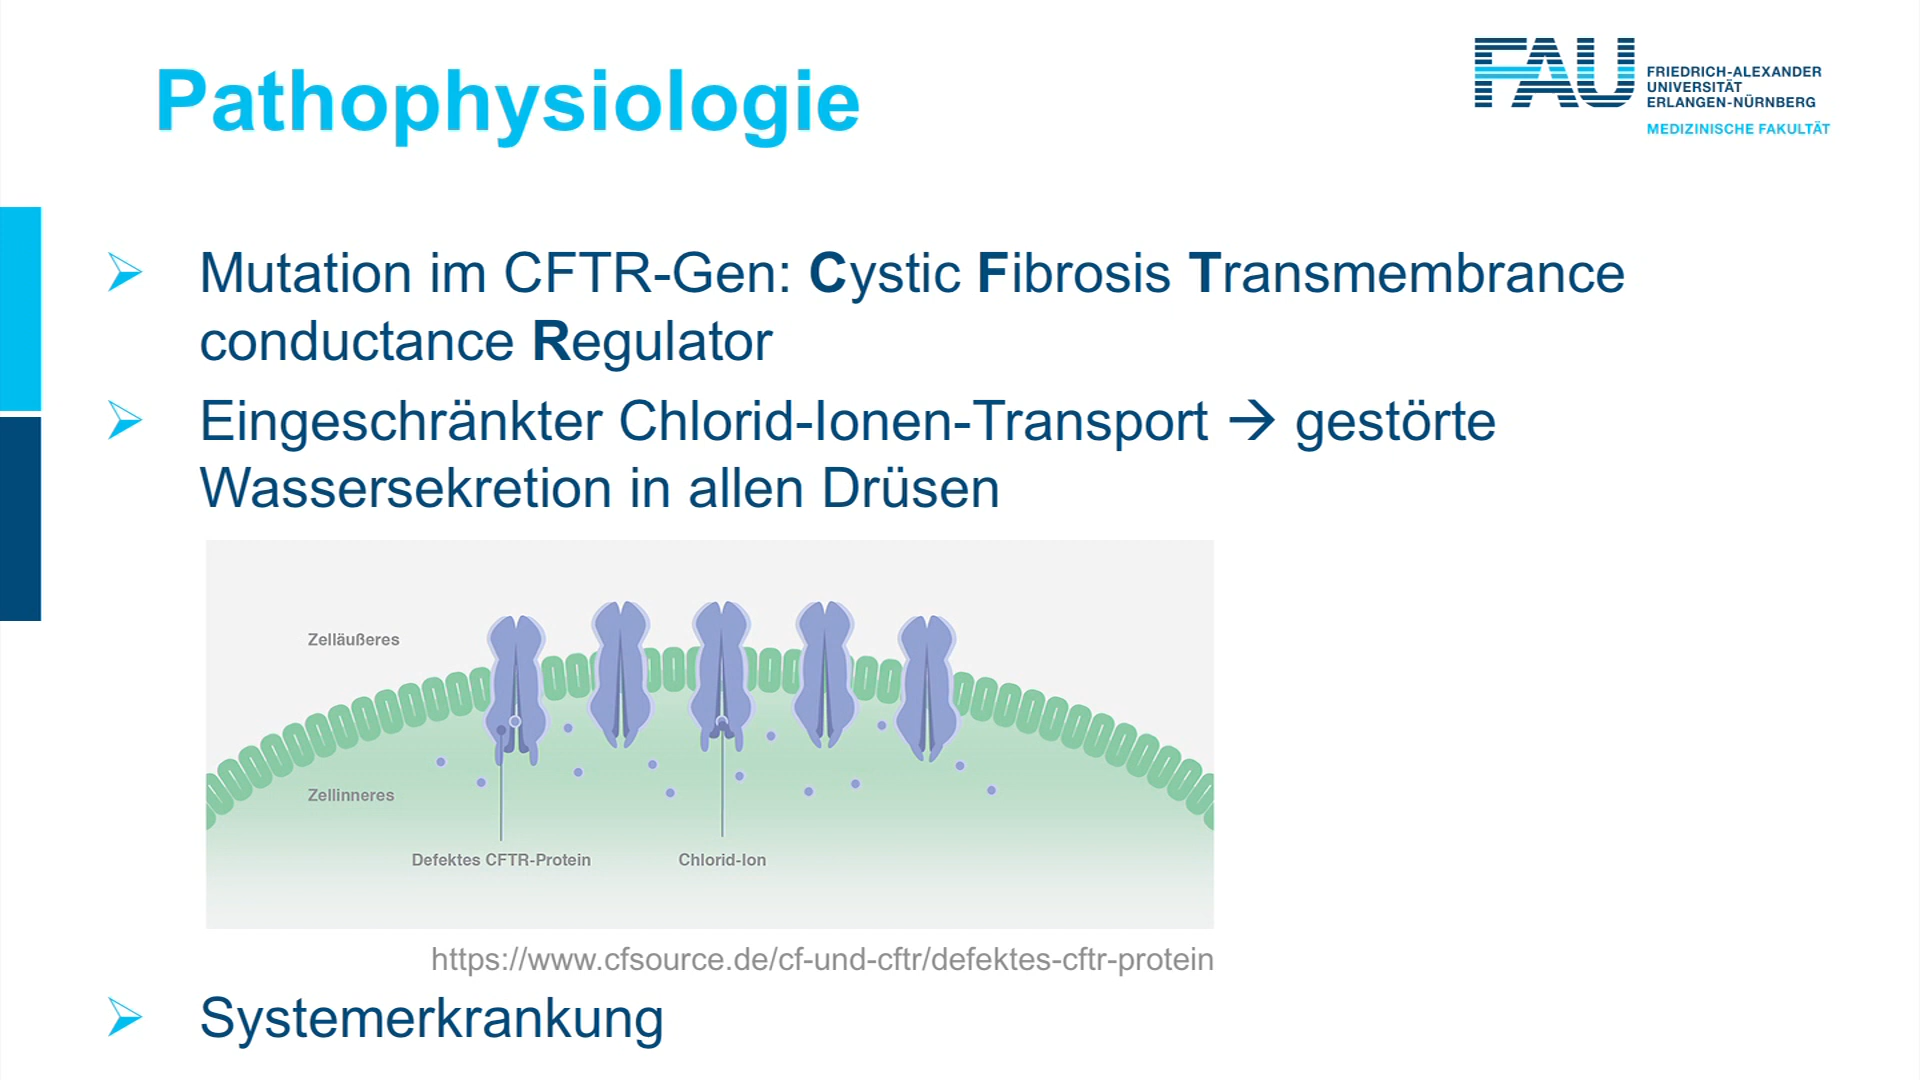 Pathophysiologie
FAU
FRIEDRICH-ALEXANDER
UNIVERSITÄT
ERLANGEN-NÜRNBERG
MEDIZINISCHE FAKULTÄT
Mutation im CFTR-Gen: Cystic Fibrosis Transmembrance
conductance Regulator
Eingeschränkter Chlorid-Ionen-Transport → gestörte
Wassersekretion in allen Drüsen
Zelläußeres
Zellinneres
Defektes CFTR-Protein
Chlorid-Ion
https://www.cfsource.de/cf-und-cftr/defektes-cftr-protein
Systemerkrankung